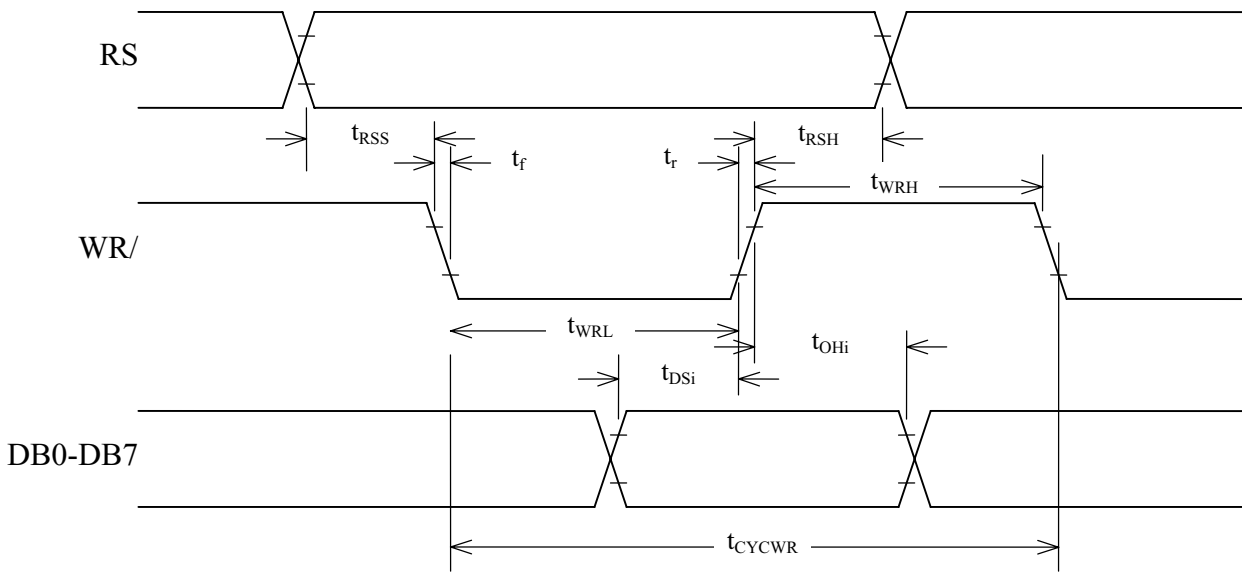 RS
tRSS
tRSH
tf
tr
tWRH
WR/
tWRL
tOHi
tDSi
DB0-DB7
tCYCWR